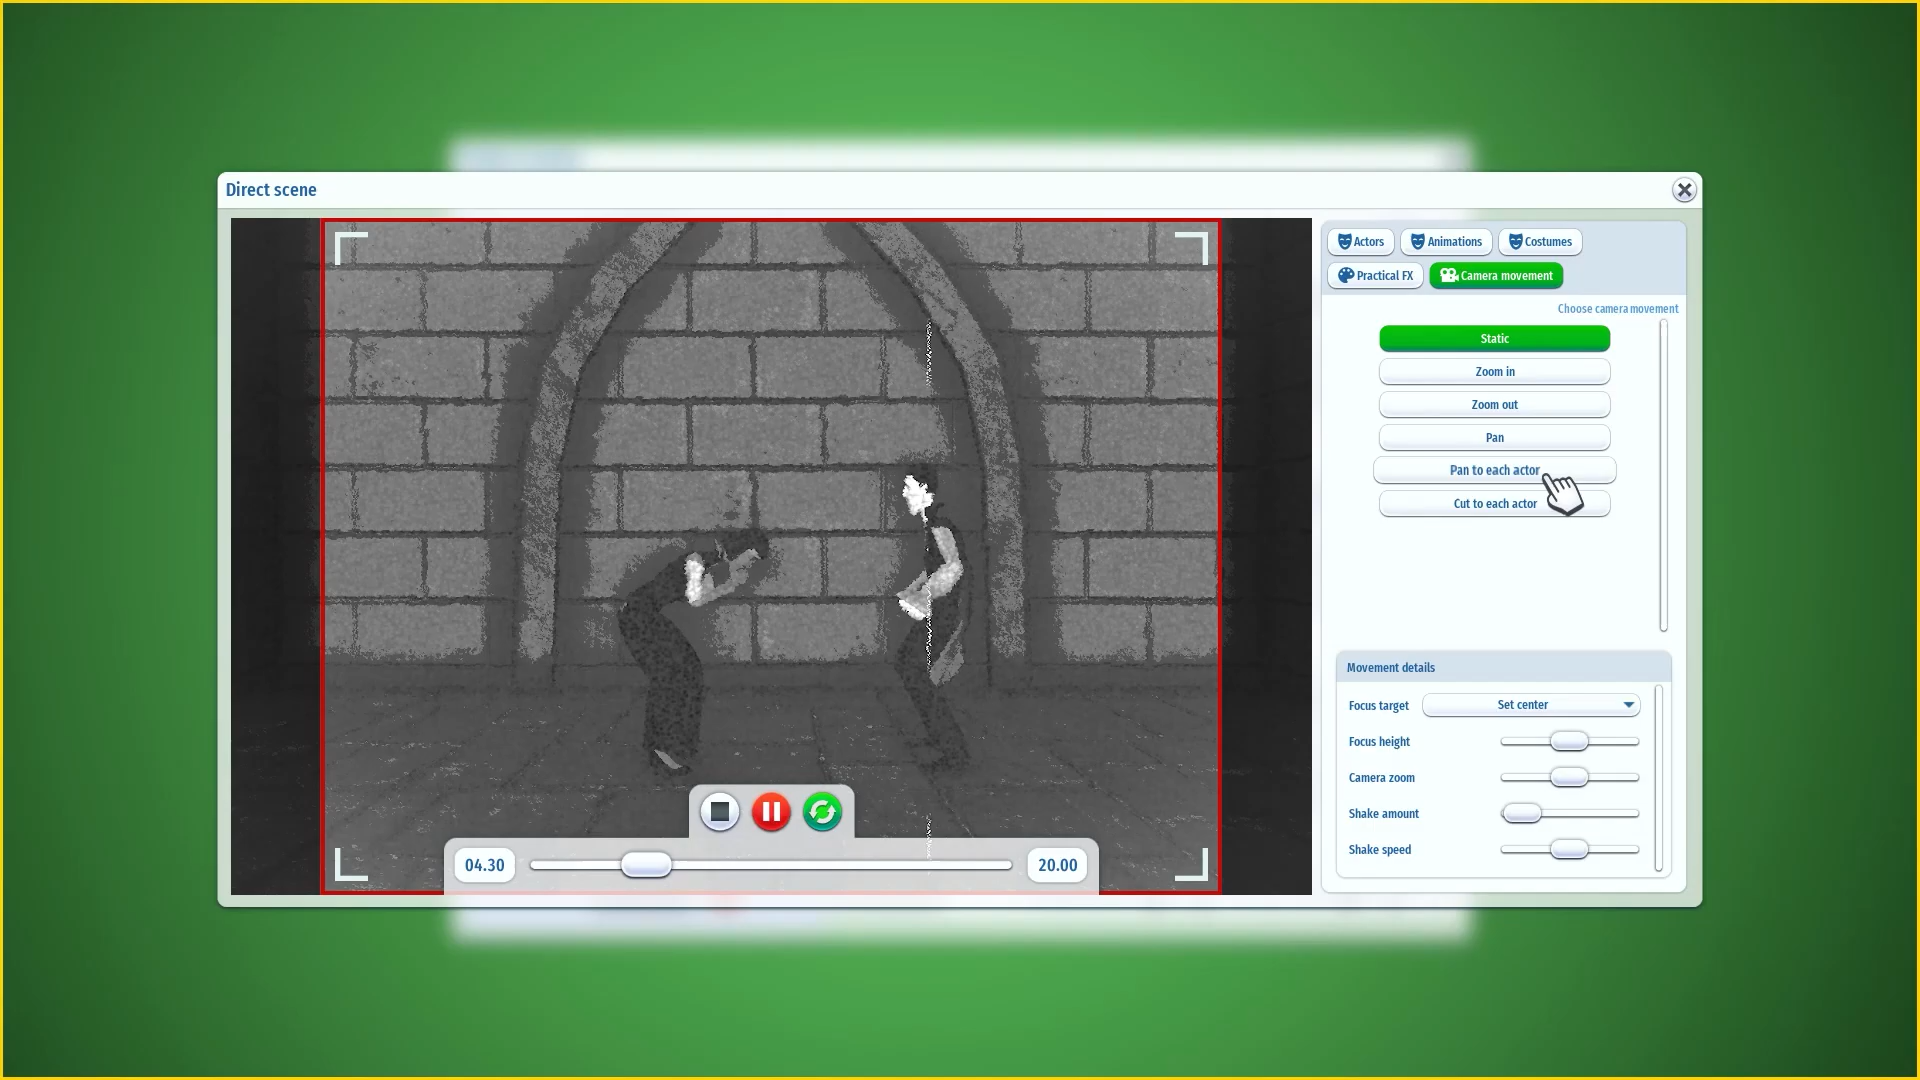 Direct scene
Actors
Animations
Costumes
Practical FX
Camera movement
Choose camera movement
Static
Zoom in
Zoom out
Pan
Pan to each actor
Cut to each actor
Movement details
Focus target
Set center
Focus height
Camera zoom
Shake amount
Shake speed
04.30
20.00